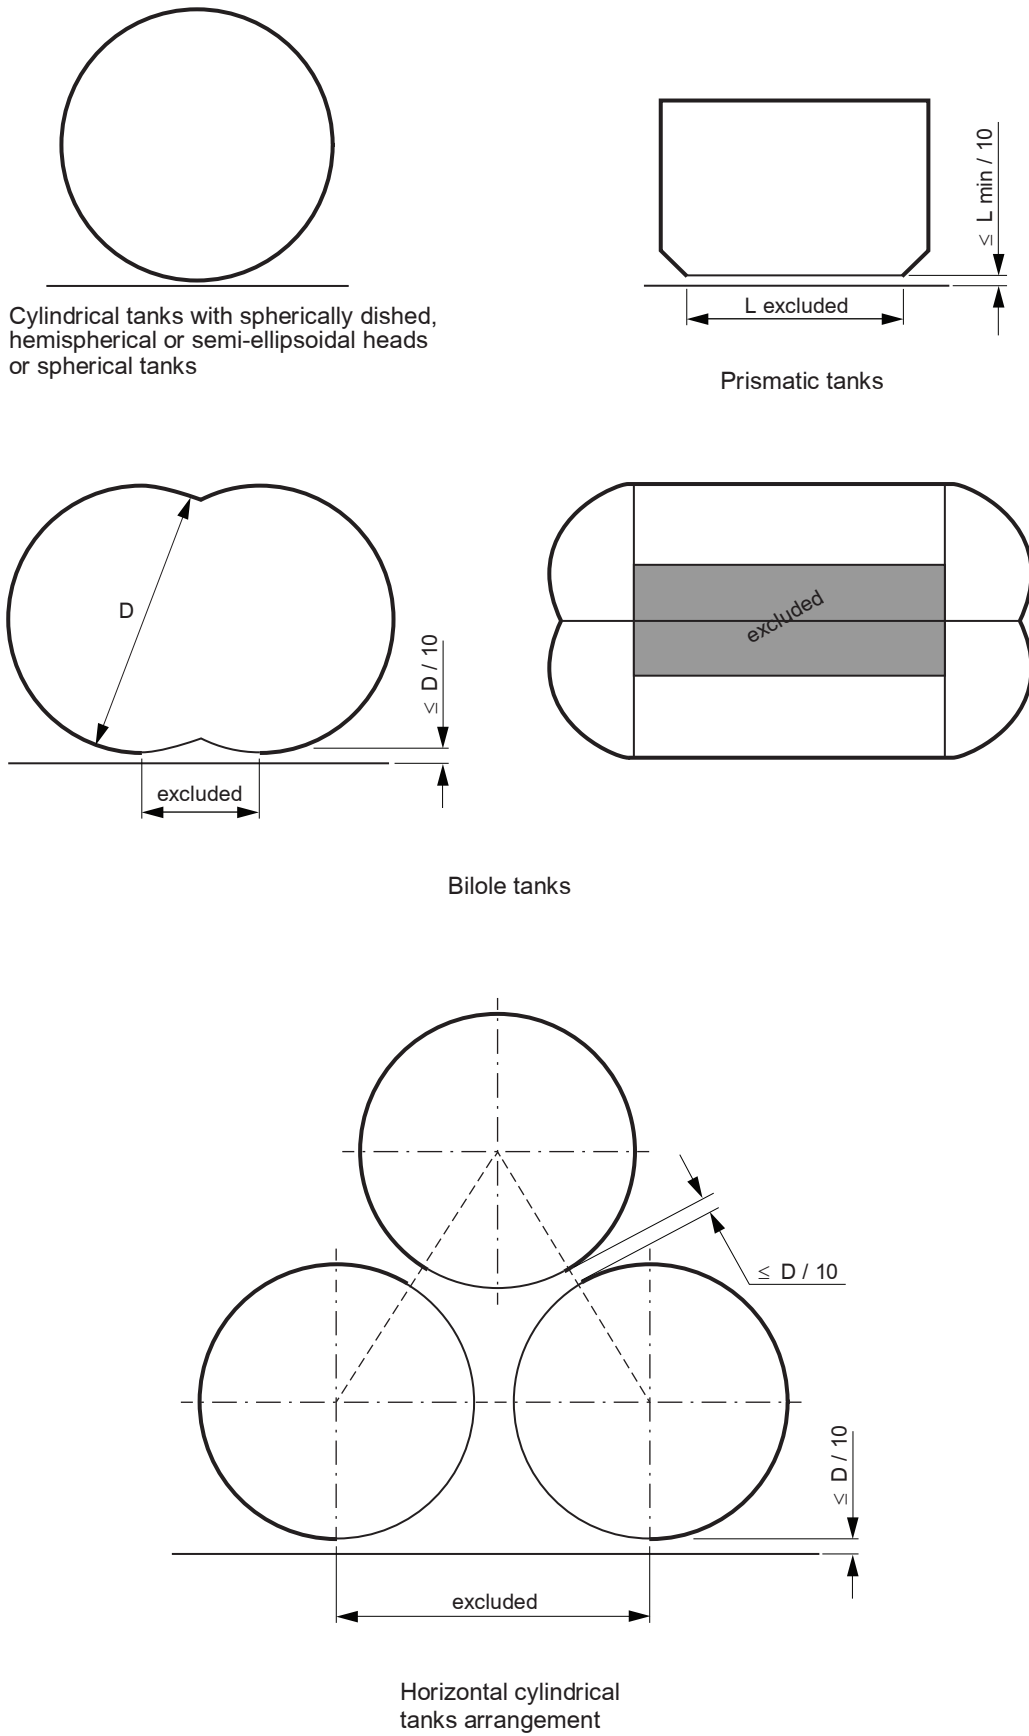 Cylindrical tanks with spherically dished,
hemispherical or semi-ellipsoidal heads
or spherical tanks
≤ L min / 10
L excluded
Prismatic tanks
D
≤ D / 10
excluded
excluded
Bilole tanks
≤ D / 10
≤ D / 10
excluded
Horizontal cylindrical
tanks arrangement